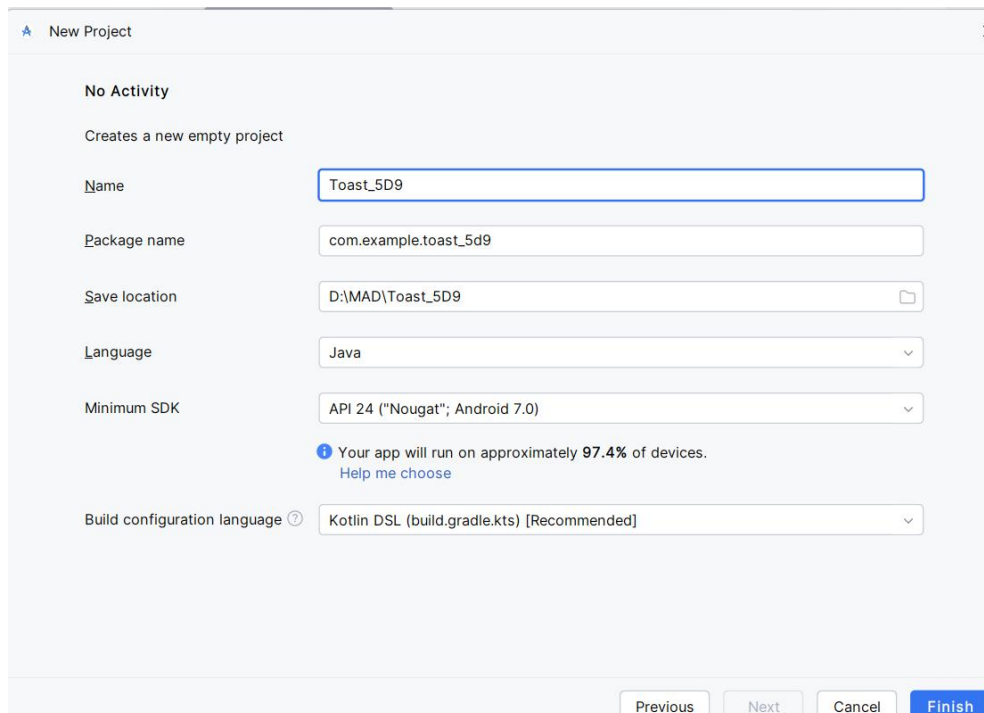 New Project
No Activity
Creates a new empty project
Name
Toast_5D9
Package name
com.example.toast_5d9
Save location
D:\MAD\Toast_5D9
Language
Java
Minimum SDK
API 24 ("Nougat"; Android 7.0)
Your app will run on approximately 97.4% of devices.
Help me choose
Build configuration language ?
Kotlin DSL (build.gradle.kts) [Recommended]
Previous
Next
Cancel
Finish